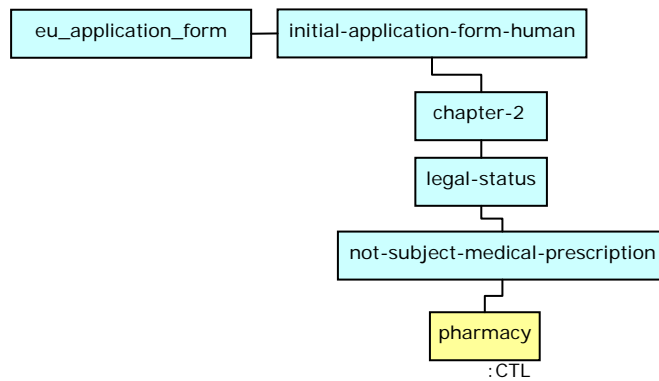 eu_application_form
initial-application-form-human
chapter-2
legal-status
not-subject-medical-prescription
pharmacy
:CTL